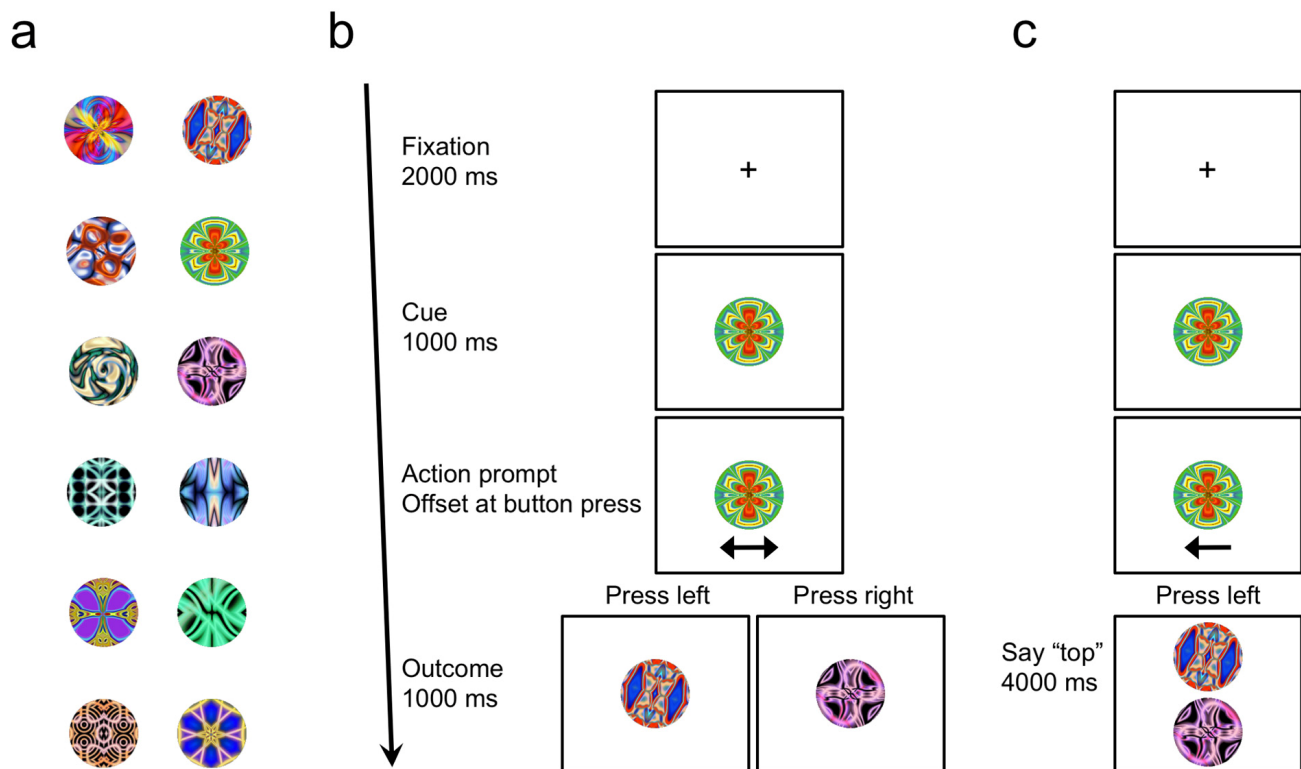 a
b
c
Fixation
2000 ms
+
+
Cue
1000 ms
Action prompt
Offset at button press
Press left
Press right
Press left
Outcome
1000 ms
Say “top”
4000 ms